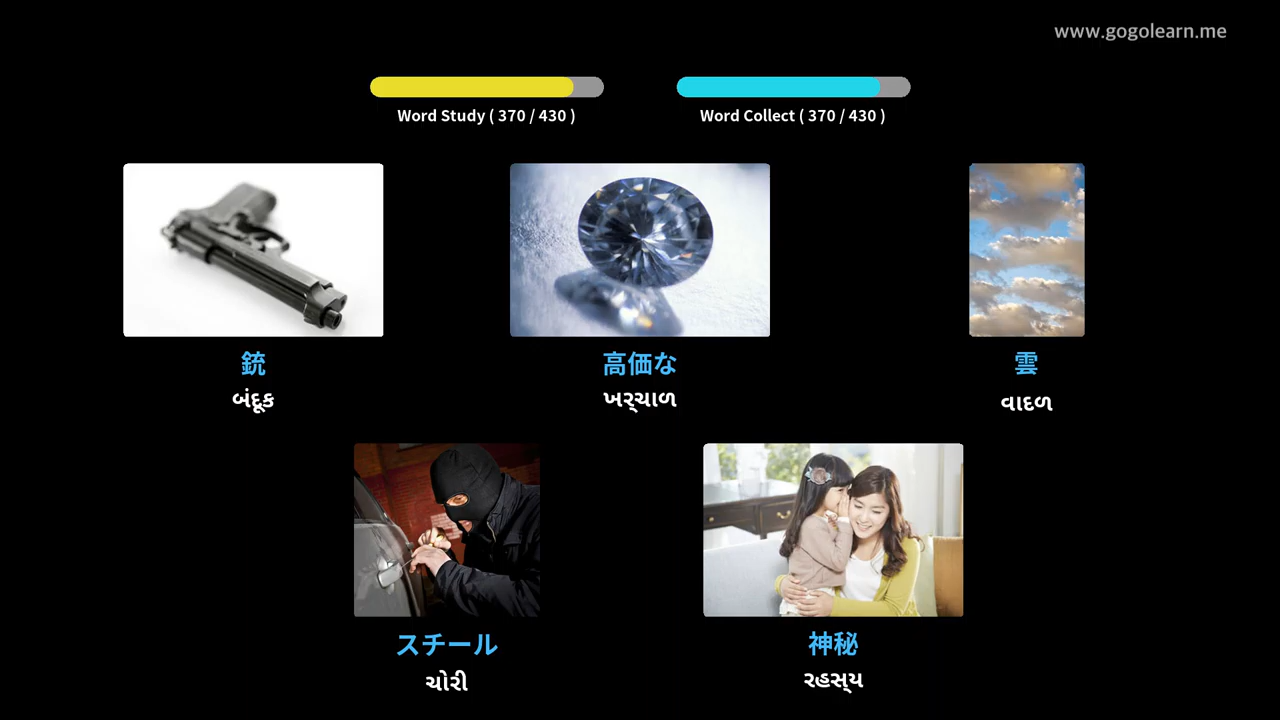 www.gogolearn.me
Word Study ( 370 / 430 )
Word Collect ( 370 / 430 )
銃
બંદૂક
高価な
ખર્ચાળ
雲
વાદળ
スチール
ચોરી
神秘
રહસ્ય